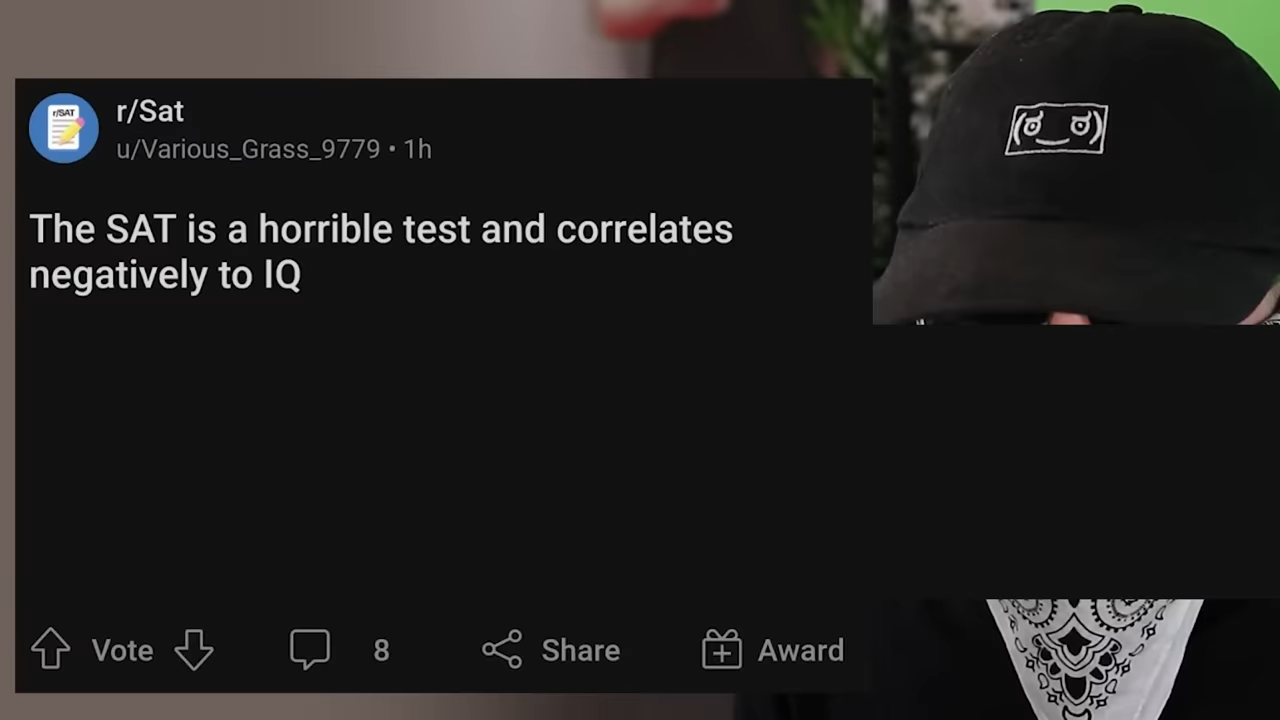 r/SAT
r/Sat
u/Various_Grass_9779 • 1h
The SAT is a horrible test and correlates
negatively to IQ
Vote
8
Share
Award